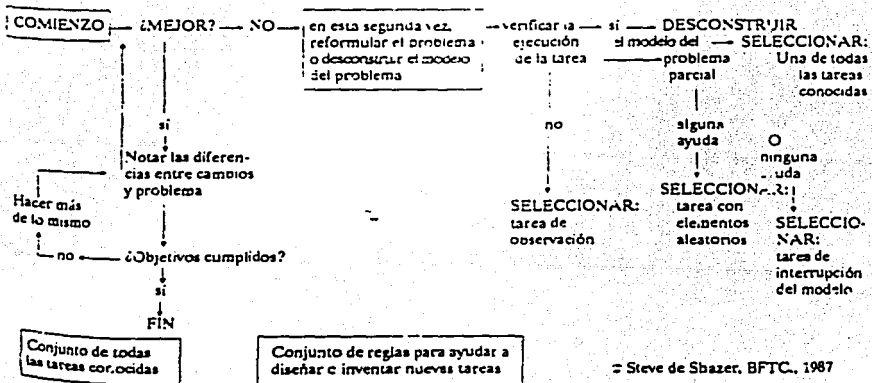 COMIENZO
¿MEJOR?
NO
en esta segunda vez,
reformular el problema
o desconstruir el modelo
del problema
verificar la
ejecución
de la tarea
sí
DESCONSTRUIR
el modelo del
problema
parcial
SELECCIONAR:
Una de todas
las tareas
conocidas
sí
Notar las diferen-
cias entre cambios
y problema
Hacer más
de lo mismo
no
¿Objetivos cumplidos?
sí
FIN
no
SELECCIONAR:
tarea de
observación
alguna
ayuda
O
ninguna
ayuda
SELECCIONAR:
tarea con
elementos
aleatorios
SELECCIO-
NAR:
tarea de
interrupción
del modelo
Conjunto de todas
las tareas conocidas
Conjunto de reglas para ayudar a
diseñar e inventar nuevas tareas
Steve de Shazer, BFTC., 1987